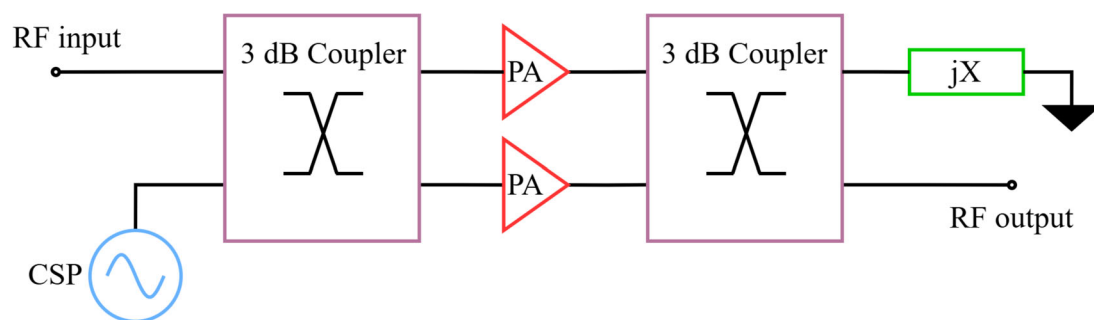 RF input
3 dB Coupler
PA
3 dB Coupler
jX
PA
RF output
CSP